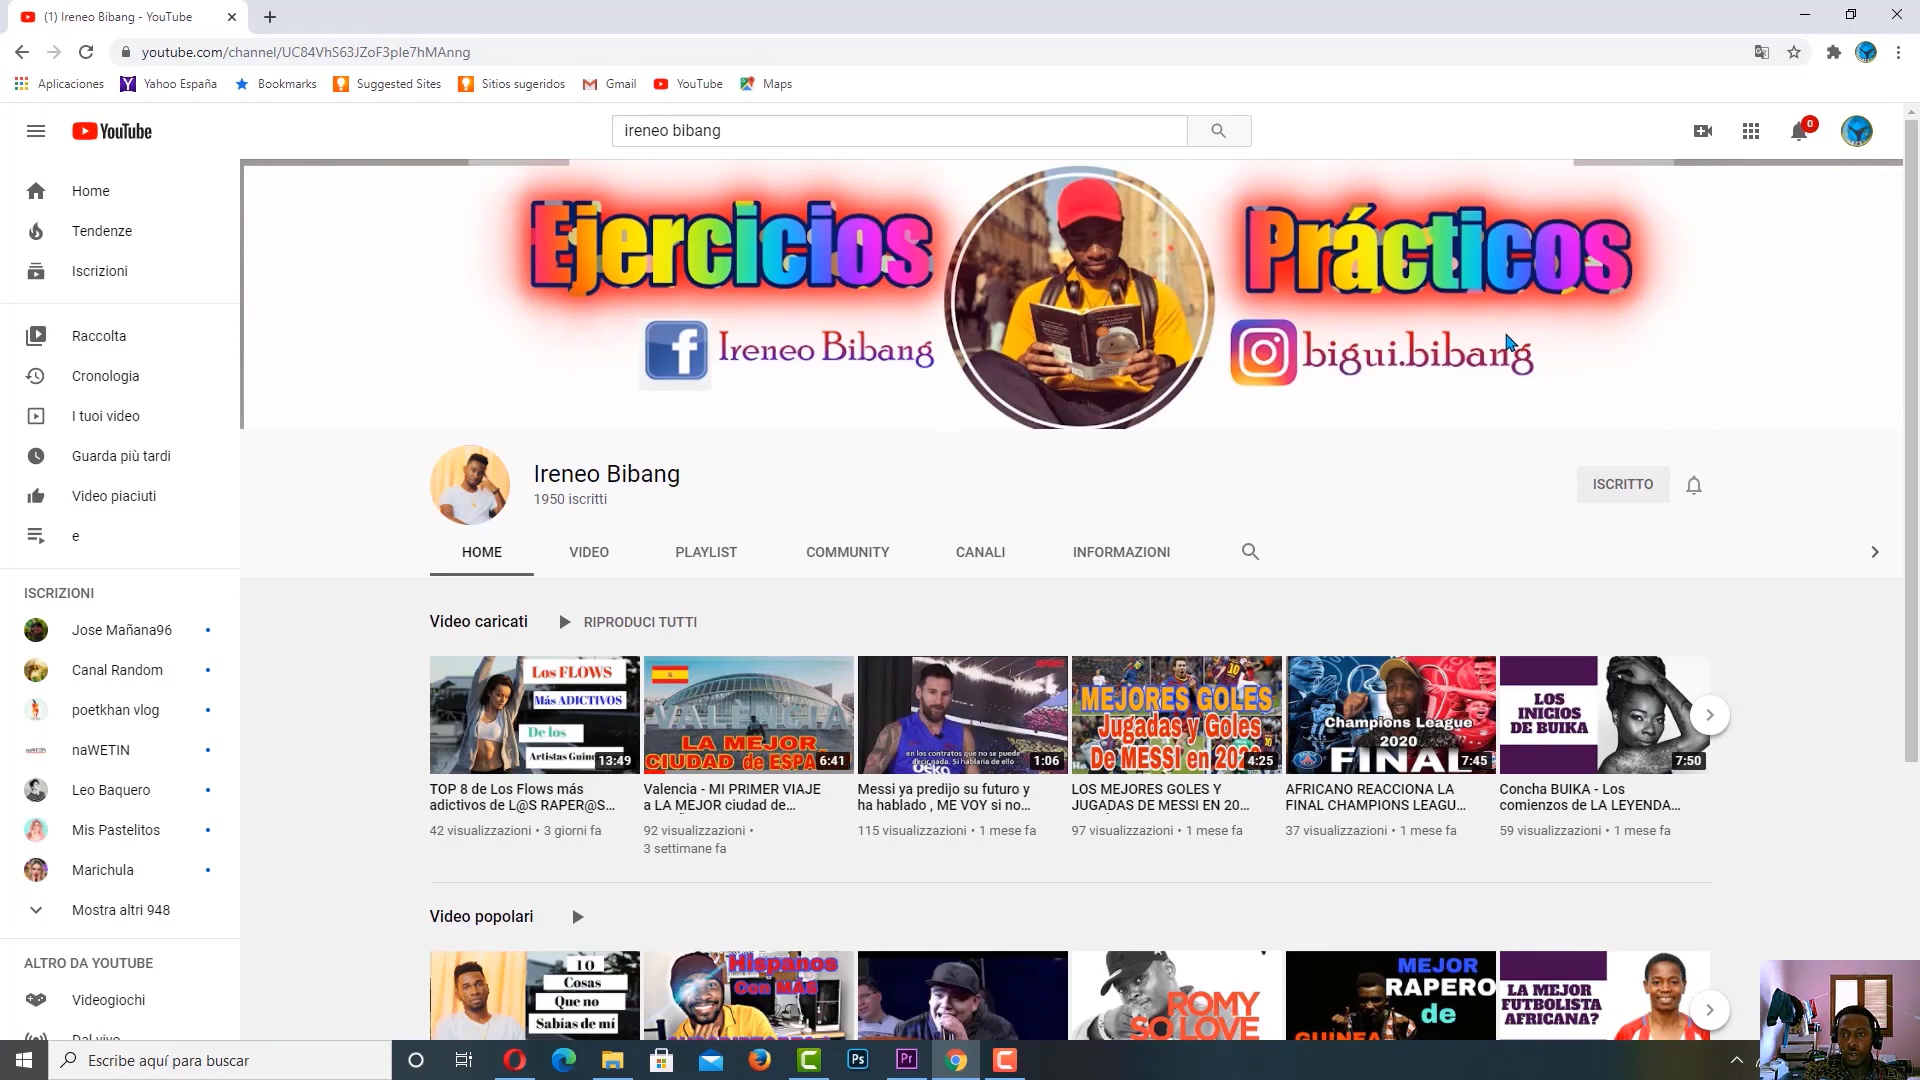 (1) Ireneo Bibang - YouTube
youtube.com/channel/UC84VhS63JZoF3ple7hMAnng
Aplicaciones
Yahoo España
Bookmarks
Suggested Sites
Sitios sugeridos
Gmail
YouTube
Maps
YouTube
ireneo bibang
0
Home
Tendenze
Iscrizioni
Raccolta
Cronologia
I tuoi video
Guarda più tardi
Video piaciuti
e
ISCRIZIONI
Jose Mañana96
Canal Random
poetkhan vlog
naWETIN
Leo Baquero
Mis Pastelitos
Marichula
Mostra altri 948
ALTRO DA YOUTUBE
Videogiochi
Dal vivo
Ejercicios
Prácticos
Ireneo Bibang
bigui.bibang
Ireneo Bibang
1950 iscritti
ISCRITTO
HOME
VIDEO
PLAYLIST
COMMUNITY
CANALI
INFORMAZIONI
Video caricati
RIPRODUCI TUTTI
Los FLOWS
Más ADICTIVOS
De los
Artistas Guine
13:49
TOP 8 de Los Flows más
adictivos de L@S RAPER@S...
42 visualizzazioni • 3 giorni fa
VALÈNCIA
LA MEJOR
CIUDAD de ESPA
6:41
Valencia - MI PRIMER VIAJE
a LA MEJOR ciudad de...
92 visualizzazioni •
3 settimane fa
en los contratos que no se puede
decir nada. Si hablaría de ello
1:06
Messi ya predijo su futuro y
ha hablado , ME VOY si no...
115 visualizzazioni • 1 mese fa
MEJORES GOLES
Jugadas y Goles
De MESSI en 202
4:25
LOS MEJORES GOLES Y
JUGADAS DE MESSI EN 20...
97 visualizzazioni • 1 mese fa
Champions League
2020
FINAL
7:45
AFRICANO REACCIONA LA
FINAL CHAMPIONS LEAGU...
37 visualizzazioni • 1 mese fa
LOS
INICIOS
DE BUIKA
7:50
Concha BUIKA - Los
comienzos de LA LEYENDA...
59 visualizzazioni • 1 mese fa
Video popolari
10
Cosas
Que no
Sabías de mí
Hispanos
Con MÁS
ROMY
SO LOVE
MEJOR
RAPERO
de
GUINEA
LA MEJOR
FUTBOLISTA
AFRICANA?
Escribe aquí para buscar
Ps
Pr